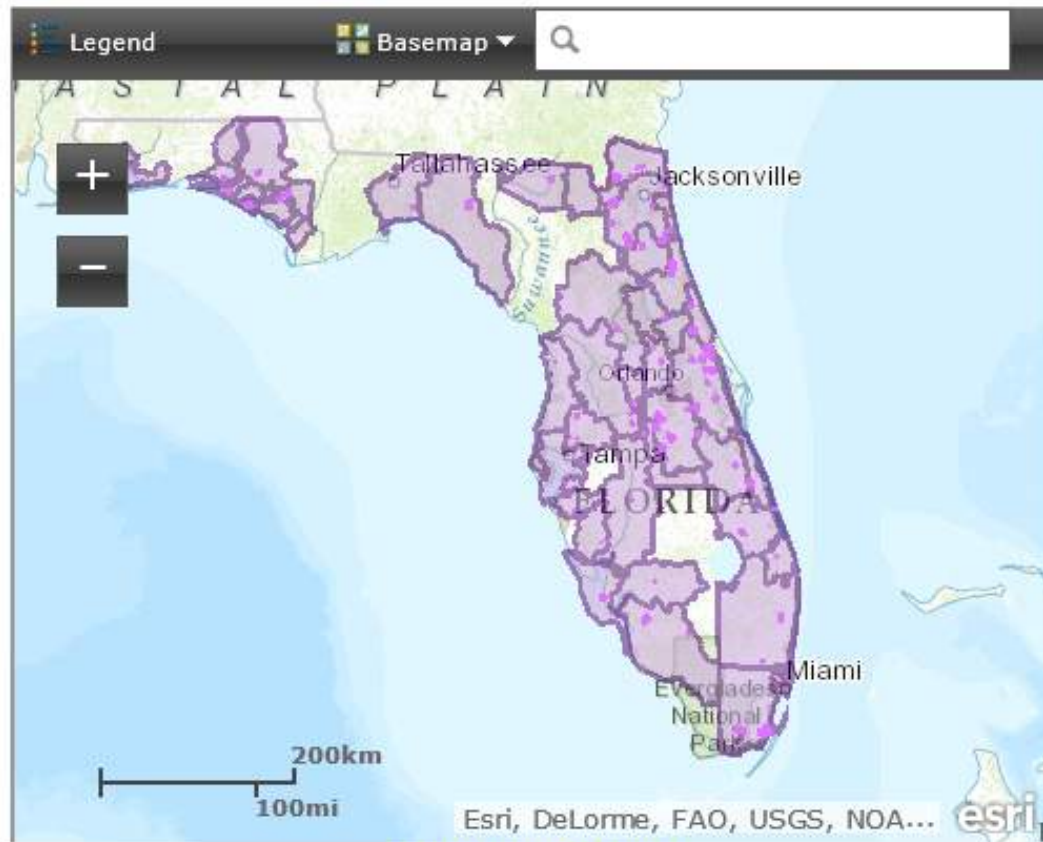 Legend
Basemap
A S T A L P L A I N
Tallahassee
Jacksonville
Suwannee
Orlando
Tampa
FLORIDA
Miami
Everglades
National
Park
200km
100mi
Esri, DeLorme, FAO, USGS, NOA...
esri